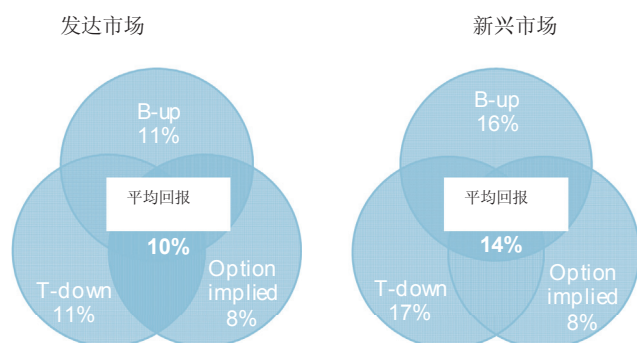 发达市场
B-up
11%
平均回报
10%
T-down
11%
Option
implied
8%
新兴市场
B-up
16%
平均回报
14%
T-down
17%
Option
implied
8%